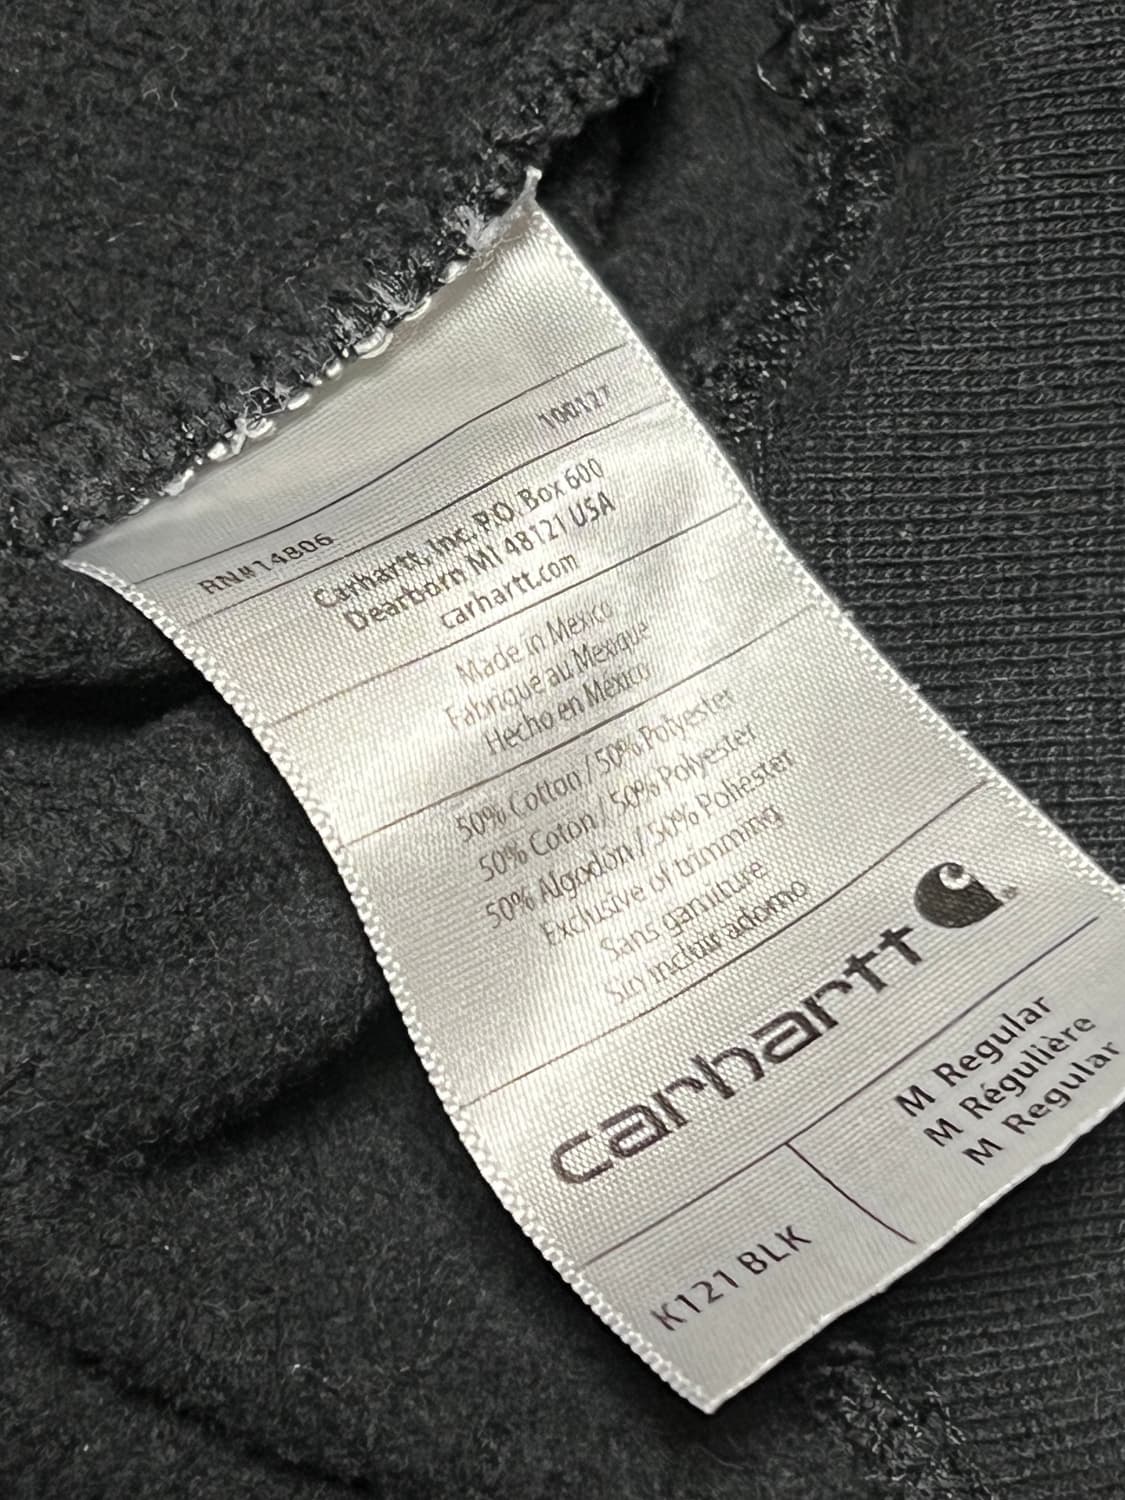 RN#14806 100127
Carhartt, Inc. P.O. Box 600
Dearborn MI 48121 USA
carhartt.com
Made in Mexico
Fabriqué au Mexique
Hecho en México
50% Cotton / 50% Polyester
50% Coton / 50% Polyester
50% Algodón / 50% Poliéster
Exclusive of trimming
Sans garniture
Sin incluir adorno
carhartt
M Regular
M Régulière
M Regular
K121 BLK